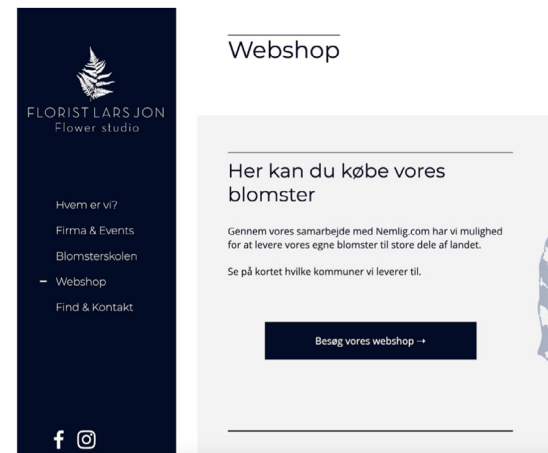 FLORIST LARS JON
Flower studio
Hvem er vi?
Firma & Events
Blomsterskolen
Webshop
Find & Kontakt
Webshop
Her kan du købe vores
blomster
Gennem vores samarbejde med Nemlig.com har vi mulighed
for at levere vores egne blomster til store dele af landet.
Se på kortet hvilke kommuner vi leverer til.
Besøg vores webshop →